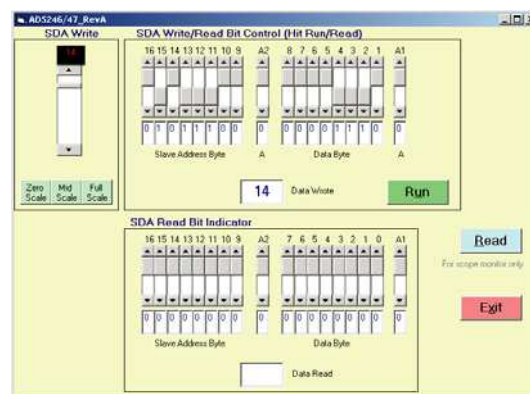 AD5246/47_RevA
SDA Write
14
Zero Scale
Mid Scale
Full Scale
SDA Write/Read Bit Control (Hit Run/Read)
16 15 14 13 12 11 10 9 A2 8 7 6 5 4 3 2 1 A1
0 1 0 1 1 1 0 0 0 0 0 0 0 1 1 1 0 0
Slave Address Byte A Data Byte A
14 Data Wrote
Run
SDA Read Bit Indicator
16 15 14 13 12 11 10 9 A2 7 6 5 4 3 2 1 0 A1
0 0 0 0 0 0 0 0 0 0 0 0 0 0 0 0 0 0
Slave Address Byte Data Byte
Data Read
Read
For scope monitor only
Exit